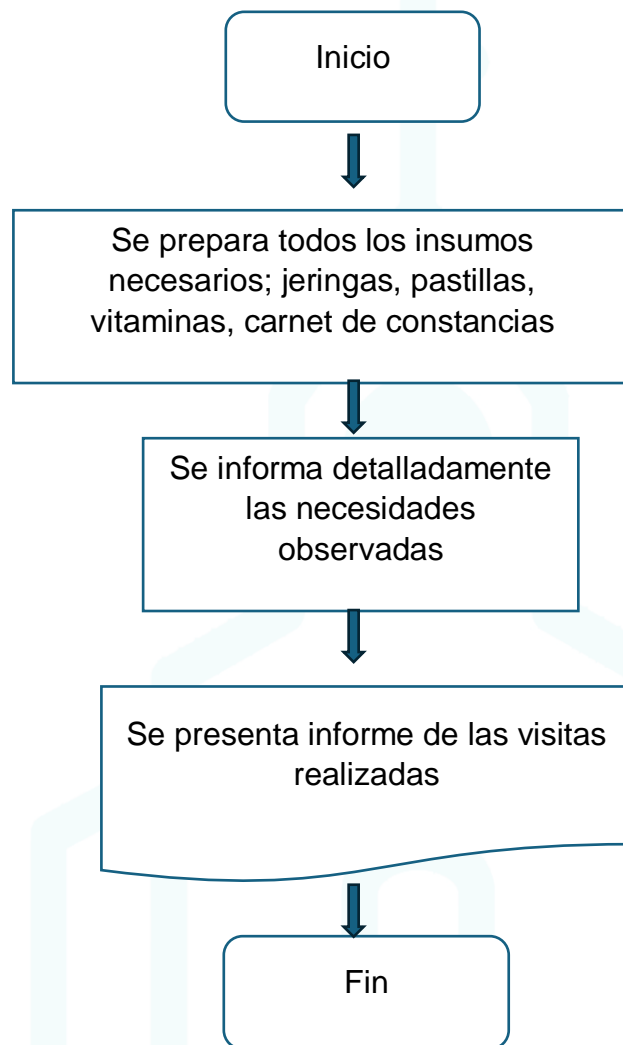 Inicio
Se prepara todos los insumos
necesarios; jeringas, pastillas,
vitaminas, carnet de constancias
Se informa detalladamente
las necesidades
observadas
Se presenta informe de las visitas
realizadas
Fin